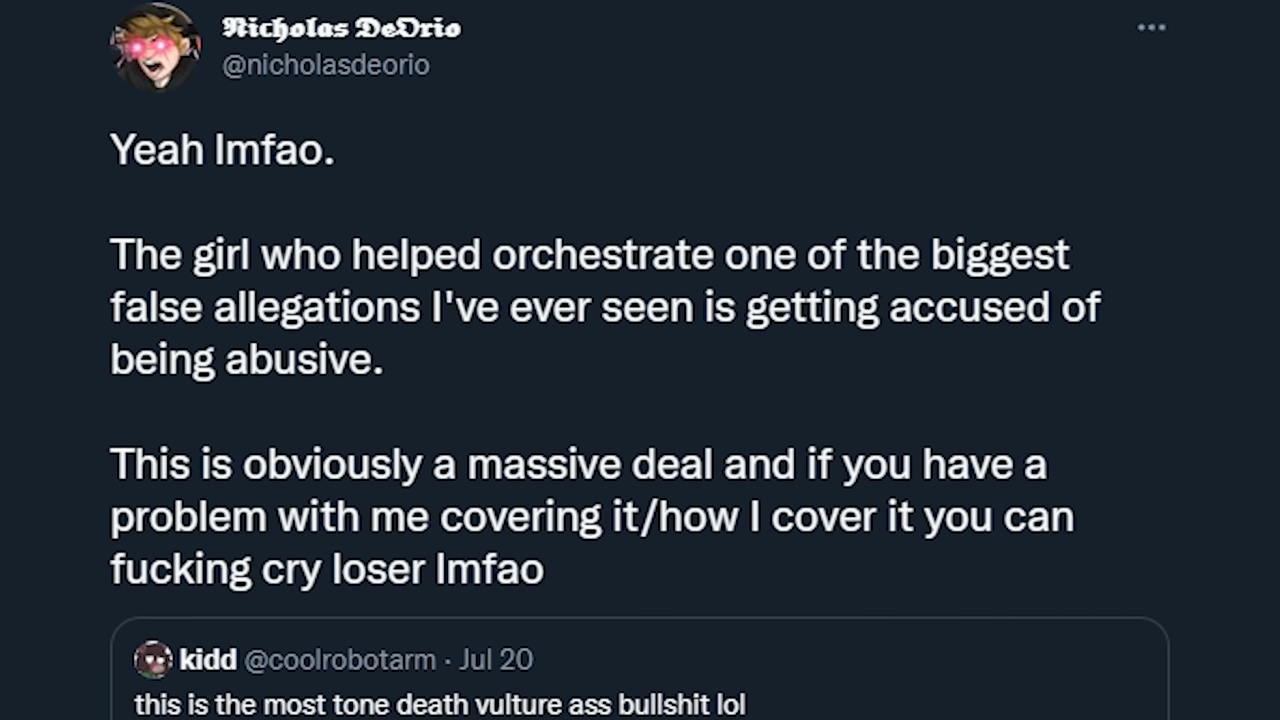 𝕹𝖎𝖈𝖍𝖔𝖑𝖆𝖘 𝕯𝖊𝕺𝖗𝖎𝖔
@nicholasdeorio
Yeah lmfao.
The girl who helped orchestrate one of the biggest
false allegations I've ever seen is getting accused of
being abusive.
This is obviously a massive deal and if you have a
problem with me covering it/how I cover it you can
fucking cry loser lmfao
kidd @coolrobotarm · Jul 20
this is the most tone death vulture ass bullshit lol